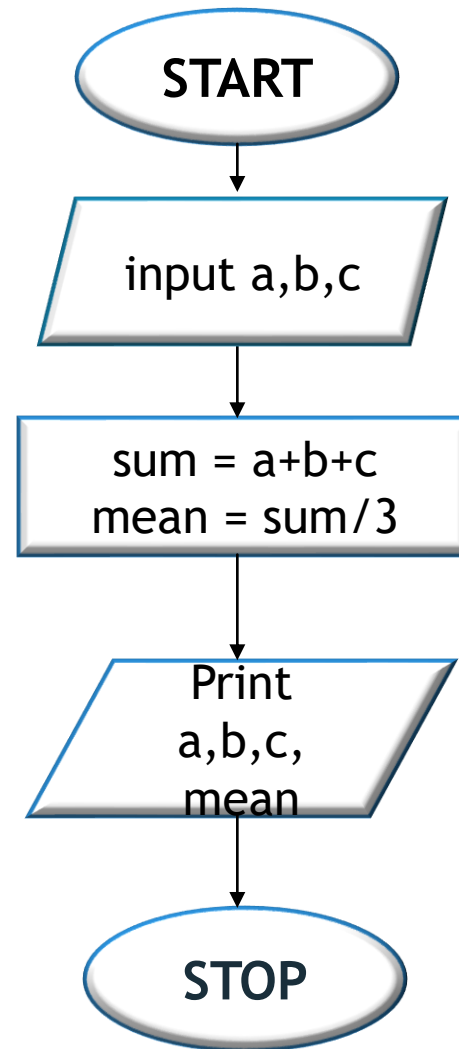 START
input a,b,c
sum = a+b+c
mean = sum/3
Print
a,b,c,
mean
STOP